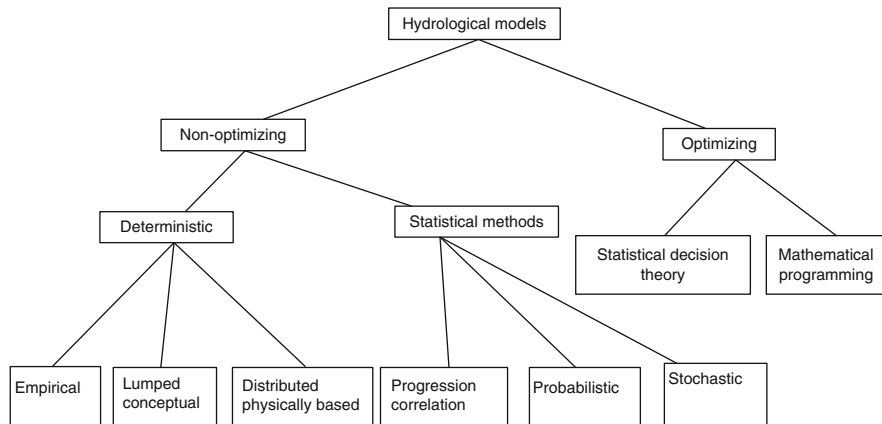 Hydrological models
Non-optimizing
Optimizing
Deterministic
Statistical methods
Statistical decision
theory
Mathematical
programming
Empirical
Lumped
conceptual
Distributed
physically based
Progression
correlation
Probabilistic
Stochastic